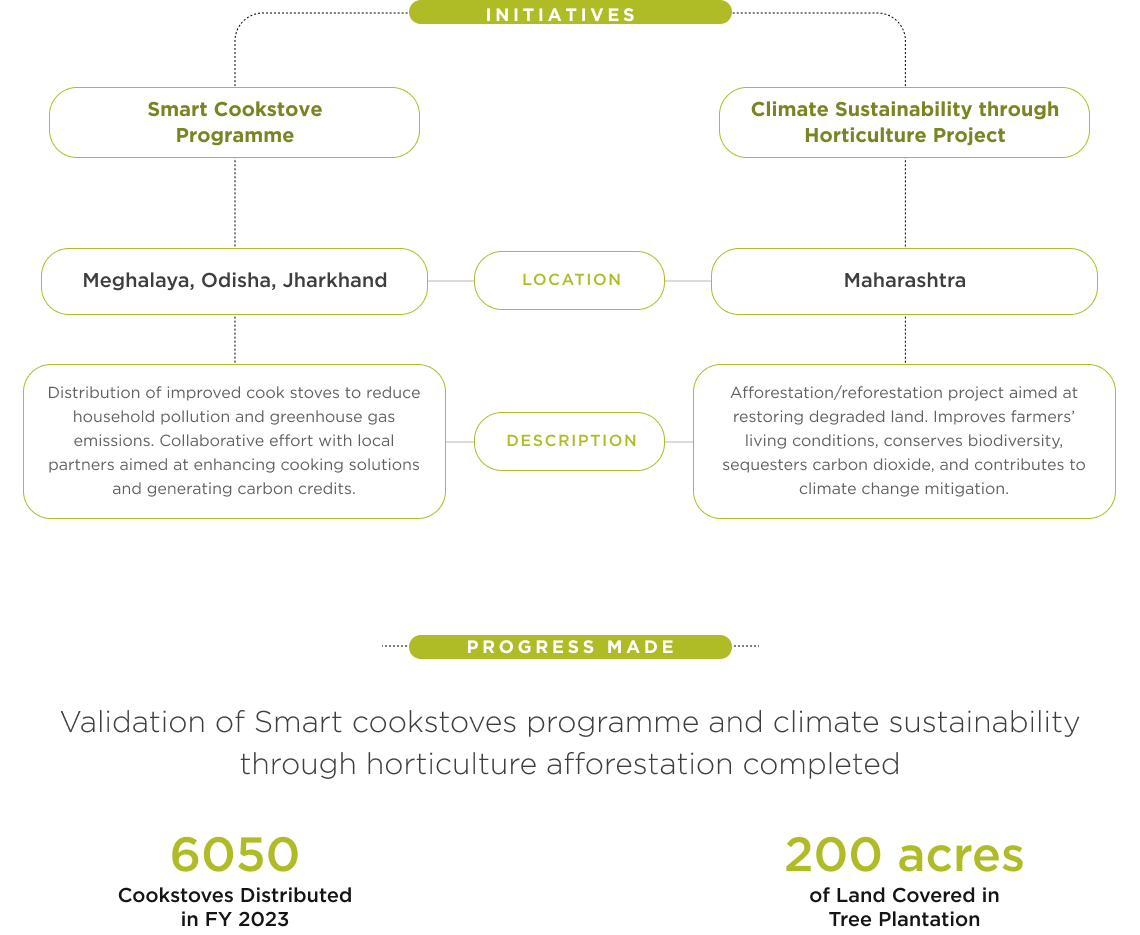 INITIATIVES
Smart Cookstove
Programme
Climate Sustainability through
Horticulture Project
Meghalaya, Odisha, Jharkhand
LOCATION
Maharashtra
Distribution of improved cook stoves to reduce
household pollution and greenhouse gas
emissions. Collaborative effort with local
partners aimed at enhancing cooking solutions
and generating carbon credits.
DESCRIPTION
Afforestation/reforestation project aimed at
restoring degraded land. Improves farmers’
living conditions, conserves biodiversity,
sequesters carbon dioxide, and contributes to
climate change mitigation.
PROGRESS MADE
Validation of Smart cookstoves programme and climate sustainability
through horticulture afforestation completed
6050
Cookstoves Distributed
in FY 2023
200 acres
of Land Covered in
Tree Plantation